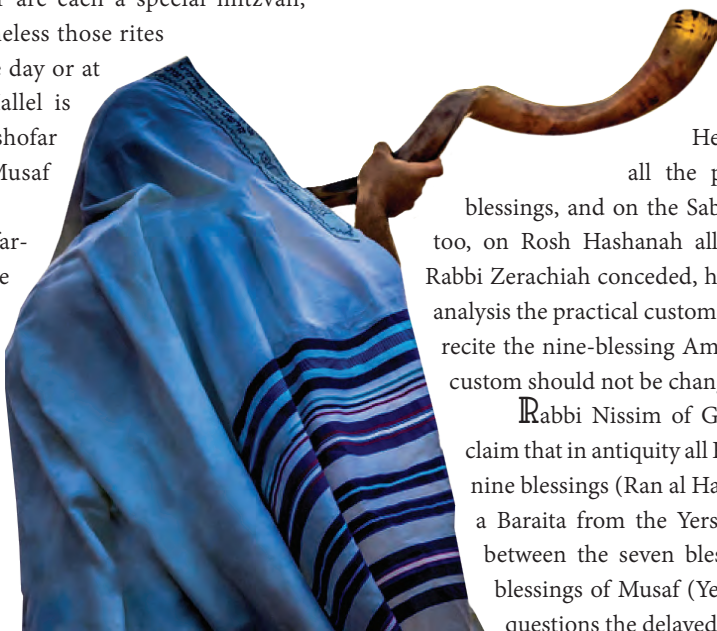 are each a special mitzvah,
eless those rites
e day or at
allel is
shofar
Musaf
far-
e
He
all the p
blessings, and on the Sab
too, on Rosh Hashanah all
Rabbi Zerachiah conceded, h
analysis the practical custom
recite the nine-blessing Am
custom should not be chang
Rabbi Nissim of G
claim that in antiquity all
nine blessings (Ran al Ha
a Baraita from the Yers
between the seven bles
blessings of Musaf (Ye
questions the delayed